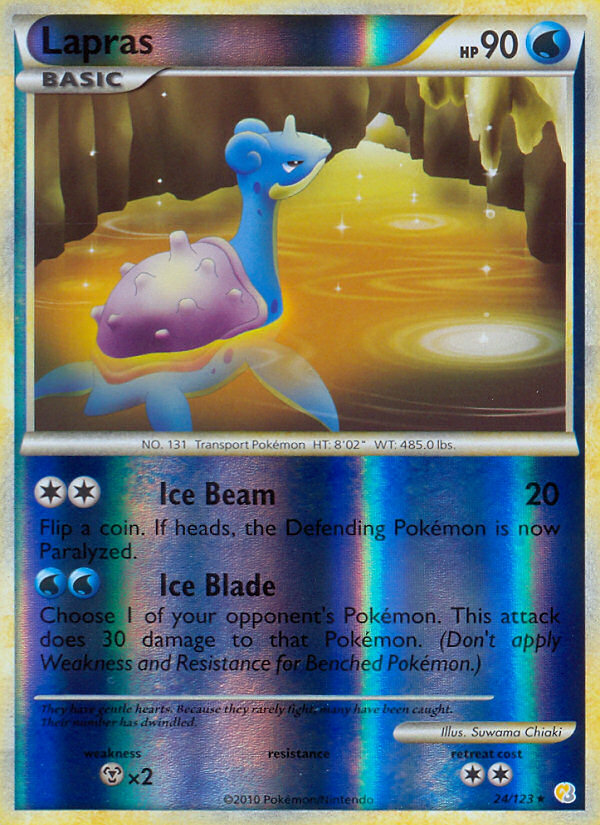 Lapras
HP 90
BASIC
NO. 131 Transport Pokémon HT: 8'02" WT: 485.0 lbs.
Ice Beam 20
Flip a coin. If heads, the Defending Pokémon is now
Paralyzed.
Ice Blade
Choose 1 of your opponent's Pokémon. This attack
does 30 damage to that Pokémon. (Don't apply
Weakness and Resistance for Benched Pokémon.)
They have gentle hearts. Because they rarely fight, many have been caught.
Their number has dwindled.
Illus. Suwama Chiaki
weakness resistance retreat cost
×2
©2010 Pokémon/Nintendo
24/123 ★